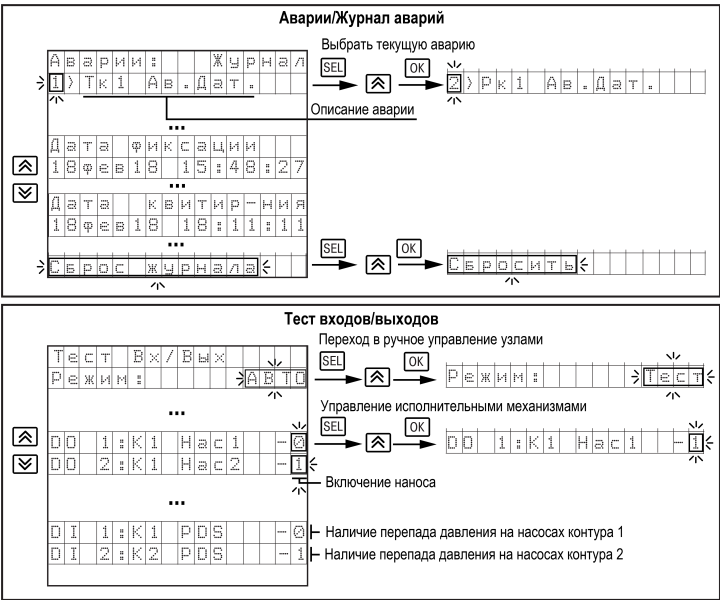 Аварии/Журнал аварий
Выбрать текущую аварию
Аварии: Журнал
SEL OK
1>Тк1 Ав.Дат.
2>Рк1 Ав.Дат.
Описание аварии
...
Дата фиксации
18фев18 15:48:27
...
Дата квитир-ния
18фев18 18:11:11
...
SEL OK
Сброс журнала
Сбросить
Тест входов/выходов
Переход в ручное управление узлами
Тест Вх/Вых
SEL OK
Режим: АВТО
Режим: Тест
...
Управление исполнительными механизмами
SEL OK
DO 1:К1 Нас1 -0
DO 1:К1 Нас1 -1
DO 2:К1 Нас2 -1
Включение наноса
...
DI 1:К1 PDS -0
Наличие перепада давления на насосах контура 1
DI 2:К2 PDS -1
Наличие перепада давления на насосах контура 2